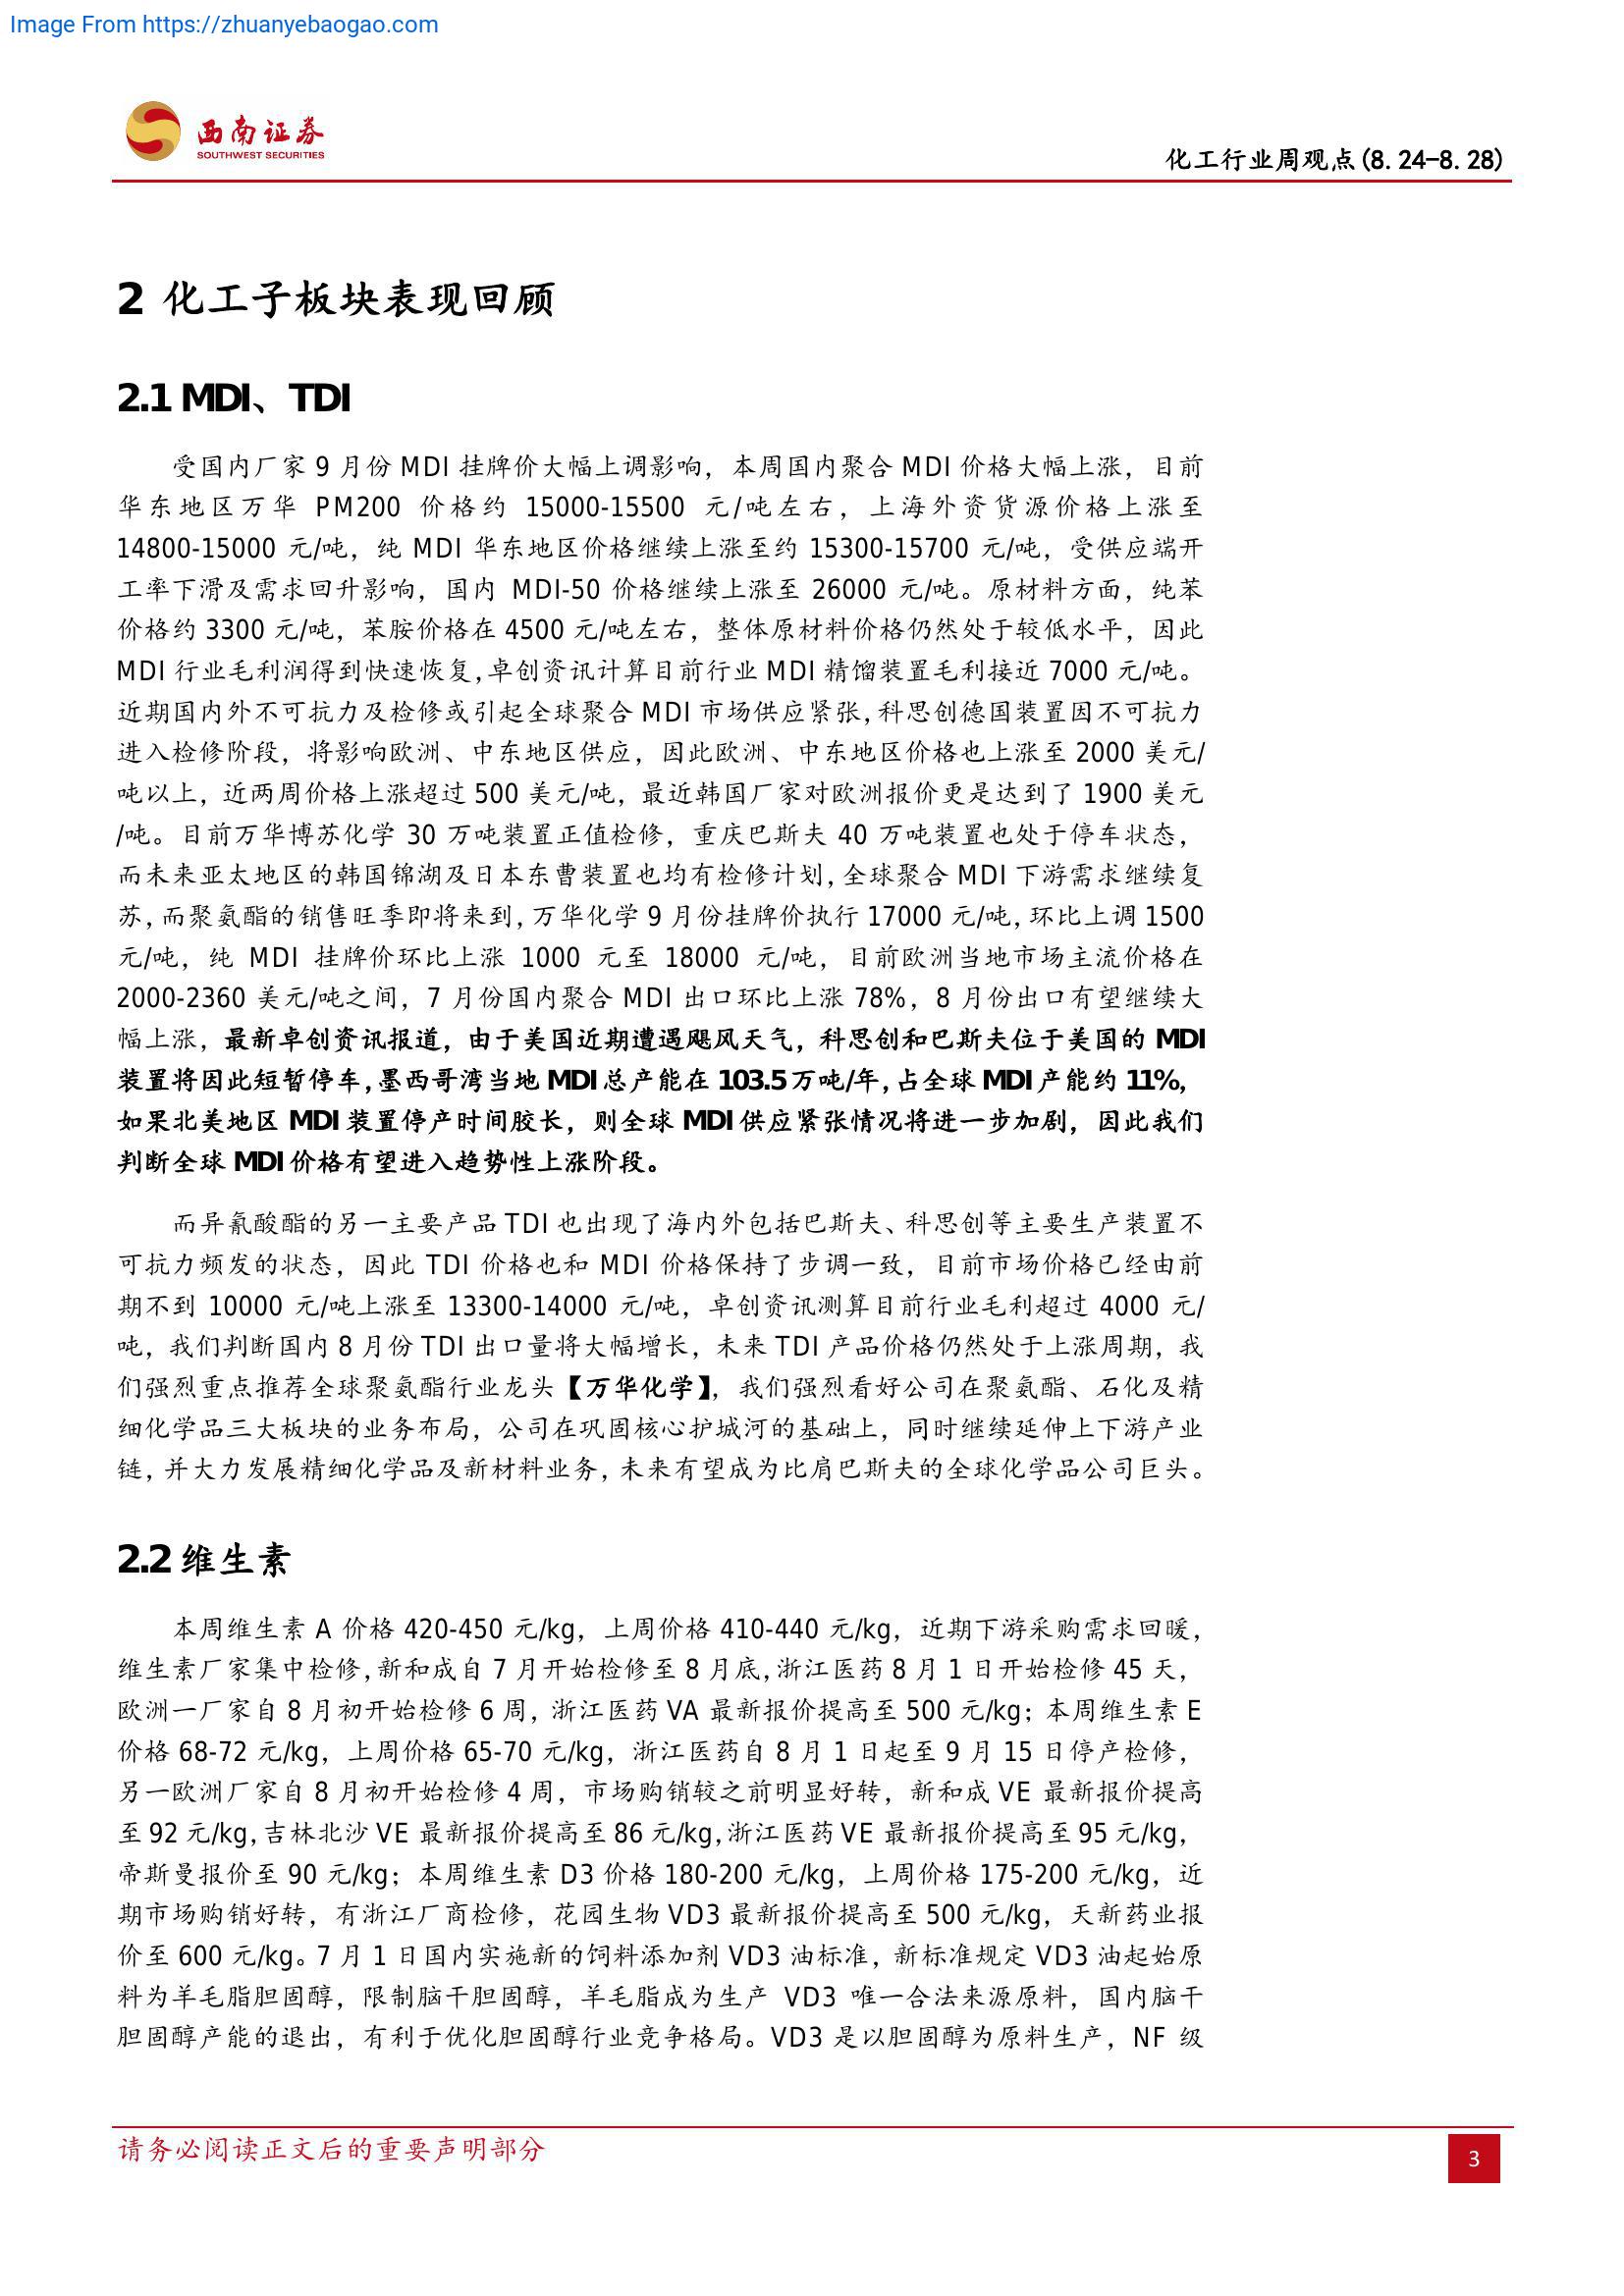 Image From https://zhuanyebaogao.com
西南证券
SOUTHWEST SECURITIES
化工行业周观点(8.24-8.28)
2 化工子板块表现回顾
2.1 MDI、TDI
受国内厂家 9 月份 MDI 挂牌价大幅上调影响，本周国内聚合 MDI 价格大幅上涨，目前
华东地区万华 PM200 价格约 15000-15500 元/吨左右，上海外资货源价格上涨至
14800-15000 元/吨，纯 MDI 华东地区价格继续上涨至约 15300-15700 元/吨，受供应端开
工率下滑及需求回升影响，国内 MDI-50 价格继续上涨至 26000 元/吨。原材料方面，纯苯
价格约 3300 元/吨，苯胺价格在 4500 元/吨左右，整体原材料价格仍然处于较低水平，因此
MDI 行业毛利润得到快速恢复，卓创资讯计算目前行业 MDI 精馏装置毛利接近 7000 元/吨。
近期国内外不可抗力及检修或引起全球聚合 MDI 市场供应紧张，科思创德国装置因不可抗力
进入检修阶段，将影响欧洲、中东地区供应，因此欧洲、中东地区价格也上涨至 2000 美元/
吨以上，近两周价格上涨超过 500 美元/吨，最近韩国厂家对欧洲报价更是达到了 1900 美元
/吨。目前万华博苏化学 30 万吨装置正值检修，重庆巴斯夫 40 万吨装置也处于停车状态，
而未来亚太地区的韩国锦湖及日本东曹装置也均有检修计划，全球聚合 MDI 下游需求继续复
苏，而聚氨酯的销售旺季即将来到，万华化学 9 月份挂牌价执行 17000 元/吨，环比上调 1500
元/吨，纯 MDI 挂牌价环比上涨 1000 元至 18000 元/吨，目前欧洲当地市场主流价格在
2000-2360 美元/吨之间，7 月份国内聚合 MDI 出口环比上涨 78%，8 月份出口有望继续大
幅上涨，最新卓创资讯报道，由于美国近期遭遇飓风天气，科思创和巴斯夫位于美国的 MDI
装置将因此短暂停车，墨西哥湾当地 MDI 总产能在 103.5 万吨/年，占全球 MDI 产能约 11%，
如果北美地区 MDI 装置停产时间胶长，则全球 MDI 供应紧张情况将进一步加剧，因此我们
判断全球 MDI 价格有望进入趋势性上涨阶段。
而异氰酸酯的另一主要产品 TDI 也出现了海内外包括巴斯夫、科思创等主要生产装置不
可抗力频发的状态，因此 TDI 价格也和 MDI 价格保持了步调一致，目前市场价格已经由前
期不到 10000 元/吨上涨至 13300-14000 元/吨，卓创资讯测算目前行业毛利超过 4000 元/
吨，我们判断国内 8 月份 TDI 出口量将大幅增长，未来 TDI 产品价格仍然处于上涨周期，我
们强烈重点推荐全球聚氨酯行业龙头【万华化学】，我们强烈看好公司在聚氨酯、石化及精
细化学品三大板块的业务布局，公司在巩固核心护城河的基础上，同时继续延伸上下游产业
链，并大力发展精细化学品及新材料业务，未来有望成为比肩巴斯夫的全球化学品公司巨头。
2.2 维生素
本周维生素 A 价格 420-450 元/kg，上周价格 410-440 元/kg，近期下游采购需求回暖，
维生素厂家集中检修，新和成自 7 月开始检修至 8 月底，浙江医药 8 月 1 日开始检修 45 天，
欧洲一厂家自 8 月初开始检修 6 周，浙江医药 VA 最新报价提高至 500 元/kg；本周维生素 E
价格 68-72 元/kg，上周价格 65-70 元/kg，浙江医药自 8 月 1 日起至 9 月 15 日停产检修，
另一欧洲厂家自 8 月初开始检修 4 周，市场购销较之前明显好转，新和成 VE 最新报价提高
至 92 元/kg，吉林北沙 VE 最新报价提高至 86 元/kg，浙江医药 VE 最新报价提高至 95 元/kg，
帝斯曼报价至 90 元/kg；本周维生素 D3 价格 180-200 元/kg，上周价格 175-200 元/kg，近
期市场购销好转，有浙江厂商检修，花园生物 VD3 最新报价提高至 500 元/kg，天新药业报
价至 600 元/kg。7 月 1 日国内实施新的饲料添加剂 VD3 油标准，新标准规定 VD3 油起始原
料为羊毛脂胆固醇，限制脑干胆固醇，羊毛脂成为生产 VD3 唯一合法来源原料，国内脑干
胆固醇产能的退出，有利于优化胆固醇行业竞争格局。VD3 是以胆固醇为原料生产，NF 级
请务必阅读正文后的重要声明部分
3